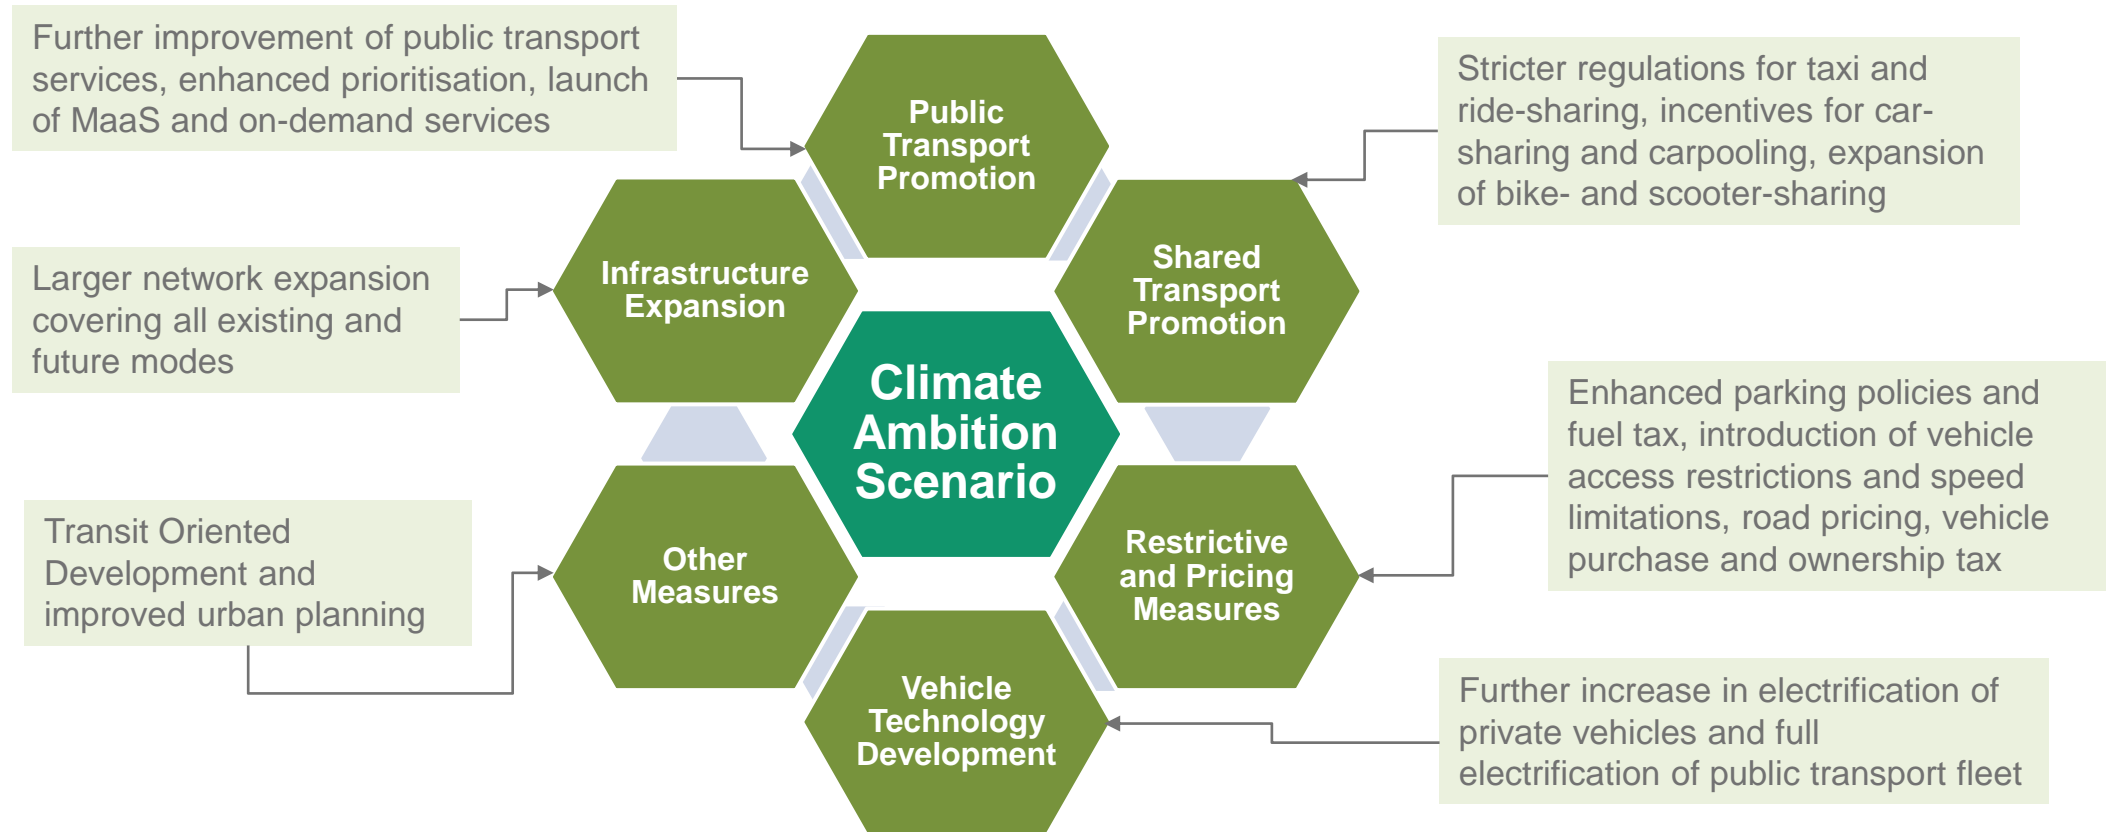 Further improvement of public transport
services, enhanced prioritisation, launch
of MaaS and on-demand services
Public
Transport
Promotion
Stricter regulations for taxi and
ride-sharing, incentives for car-
sharing and carpooling, expansion
of bike- and scooter-sharing
Infrastructure
Expansion
Shared
Transport
Promotion
Larger network expansion
covering all existing and
future modes
Climate
Ambition
Scenario
Enhanced parking policies and
fuel tax, introduction of vehicle
access restrictions and speed
limitations, road pricing, vehicle
purchase and ownership tax
Transit Oriented
Development and
improved urban planning
Other
Measures
Restrictive
and Pricing
Measures
Vehicle
Technology
Development
Further increase in electrification of
private vehicles and full
electrification of public transport fleet